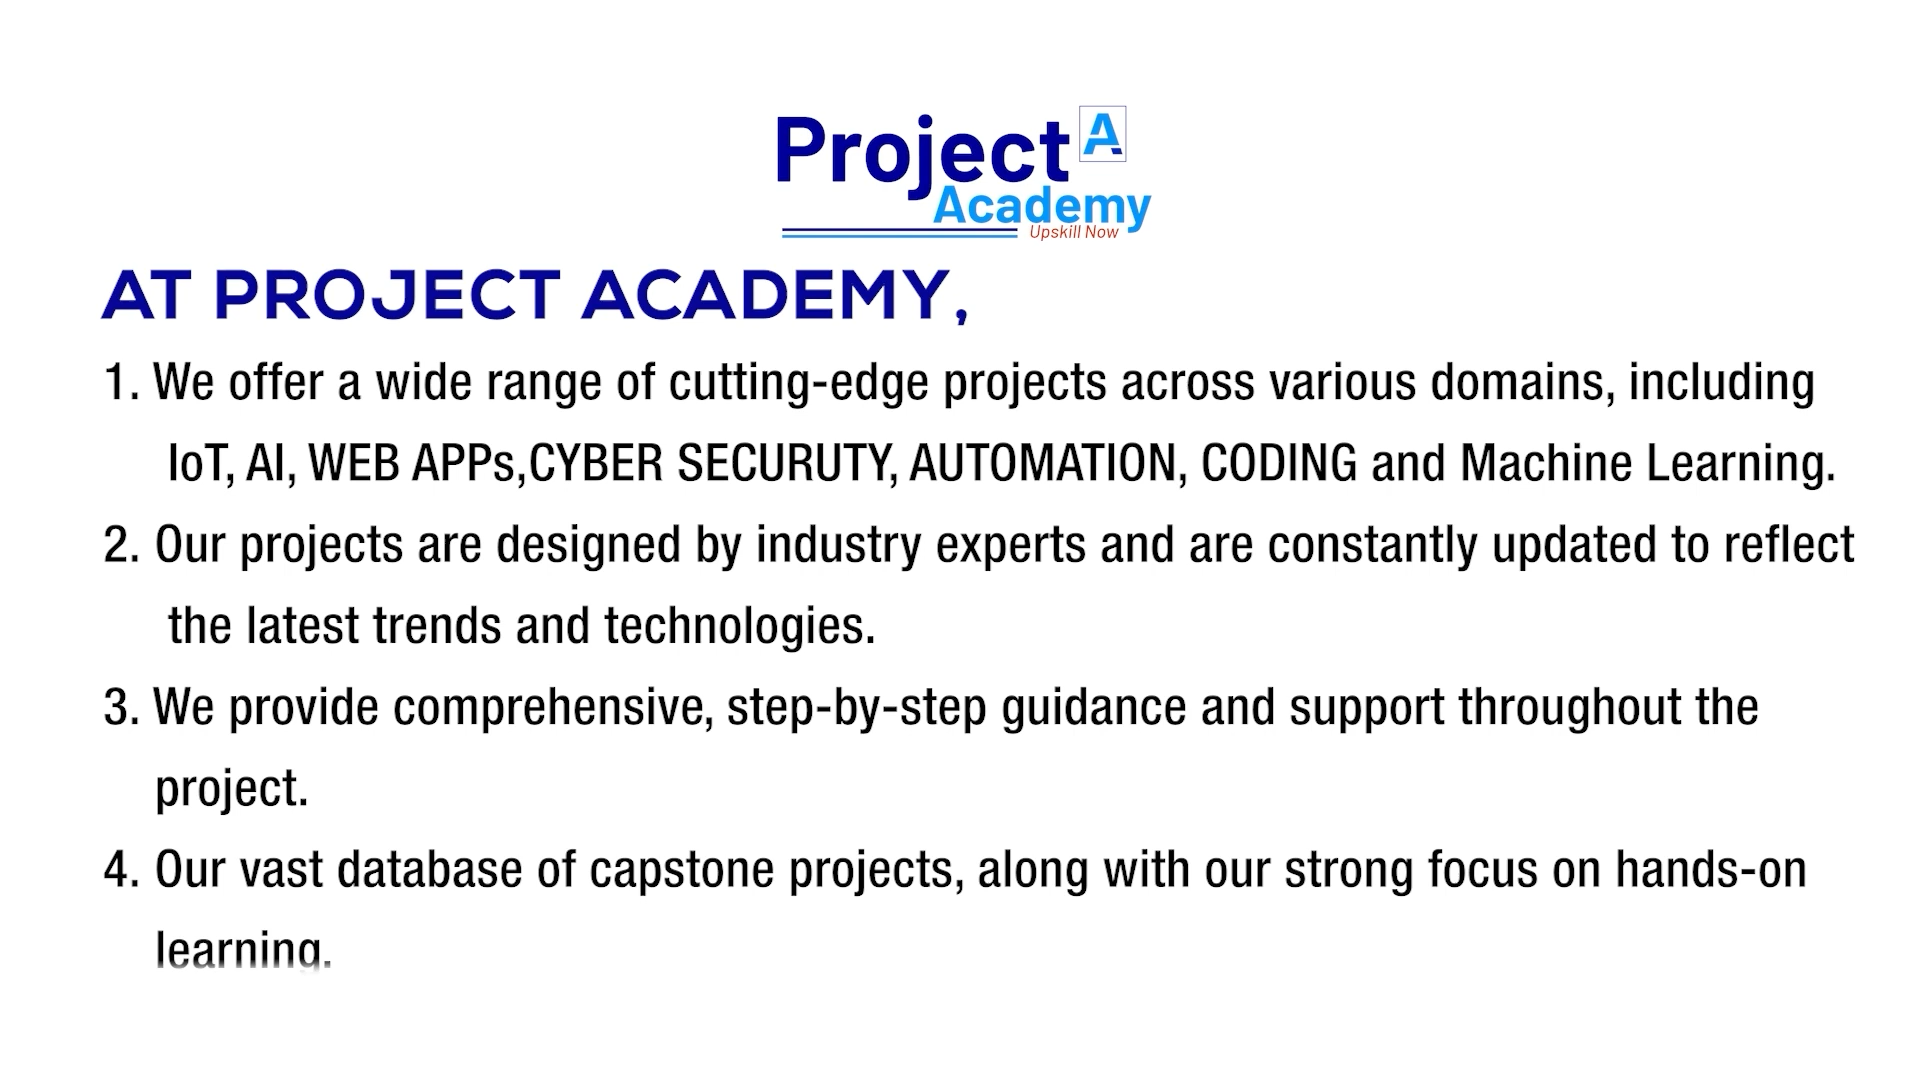 Project A
Academy
Upskill Now
AT PROJECT ACADEMY,
1. We offer a wide range of cutting-edge projects across various domains, including
IoT, AI, WEB APPs,CYBER SECURUTY, AUTOMATION, CODING and Machine Learning.
2. Our projects are designed by industry experts and are constantly updated to reflect
the latest trends and technologies.
3. We provide comprehensive, step-by-step guidance and support throughout the
project.
4. Our vast database of capstone projects, along with our strong focus on hands-on
learning.